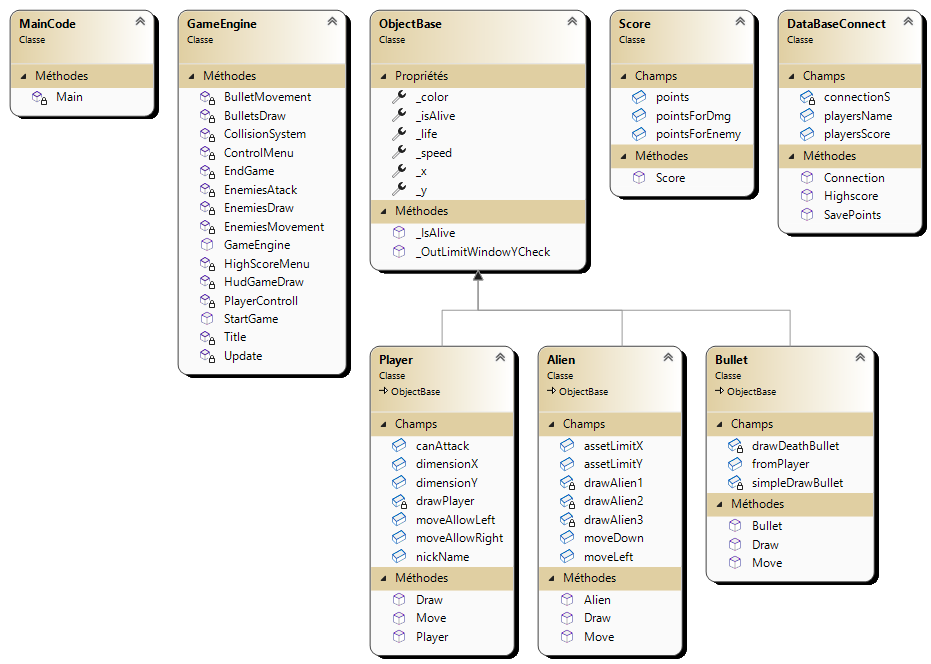 MainCode
Classe
Méthodes
Main
GameEngine
Classe
Méthodes
BulletMovement
BulletsDraw
CollisionSystem
ControlMenu
EndGame
EnemiesAtack
EnemiesDraw
EnemiesMovement
GameEngine
HighScoreMenu
HudGameDraw
PlayerControll
StartGame
Title
Update
ObjectBase
Classe
Propriétés
_color
_isAlive
_life
_speed
_x
_y
Méthodes
_IsAlive
_OutLimitWindowYCheck
Score
Classe
Champs
points
pointsForDmg
pointsForEnemy
Méthodes
Score
DataBaseConnect
Classe
Champs
connectionS
playersName
playersScore
Méthodes
Connection
Highscore
SavePoints
Player
Classe
ObjectBase
Champs
canAttack
dimensionX
dimensionY
drawPlayer
moveAllowLeft
moveAllowRight
nickName
Méthodes
Draw
Move
Player
Alien
Classe
ObjectBase
Champs
assetLimitX
assetLimitY
drawAlien1
drawAlien2
drawAlien3
moveDown
moveLeft
Méthodes
Alien
Draw
Move
Bullet
Classe
ObjectBase
Champs
drawDeathBullet
fromPlayer
simpleDrawBullet
Méthodes
Bullet
Draw
Move